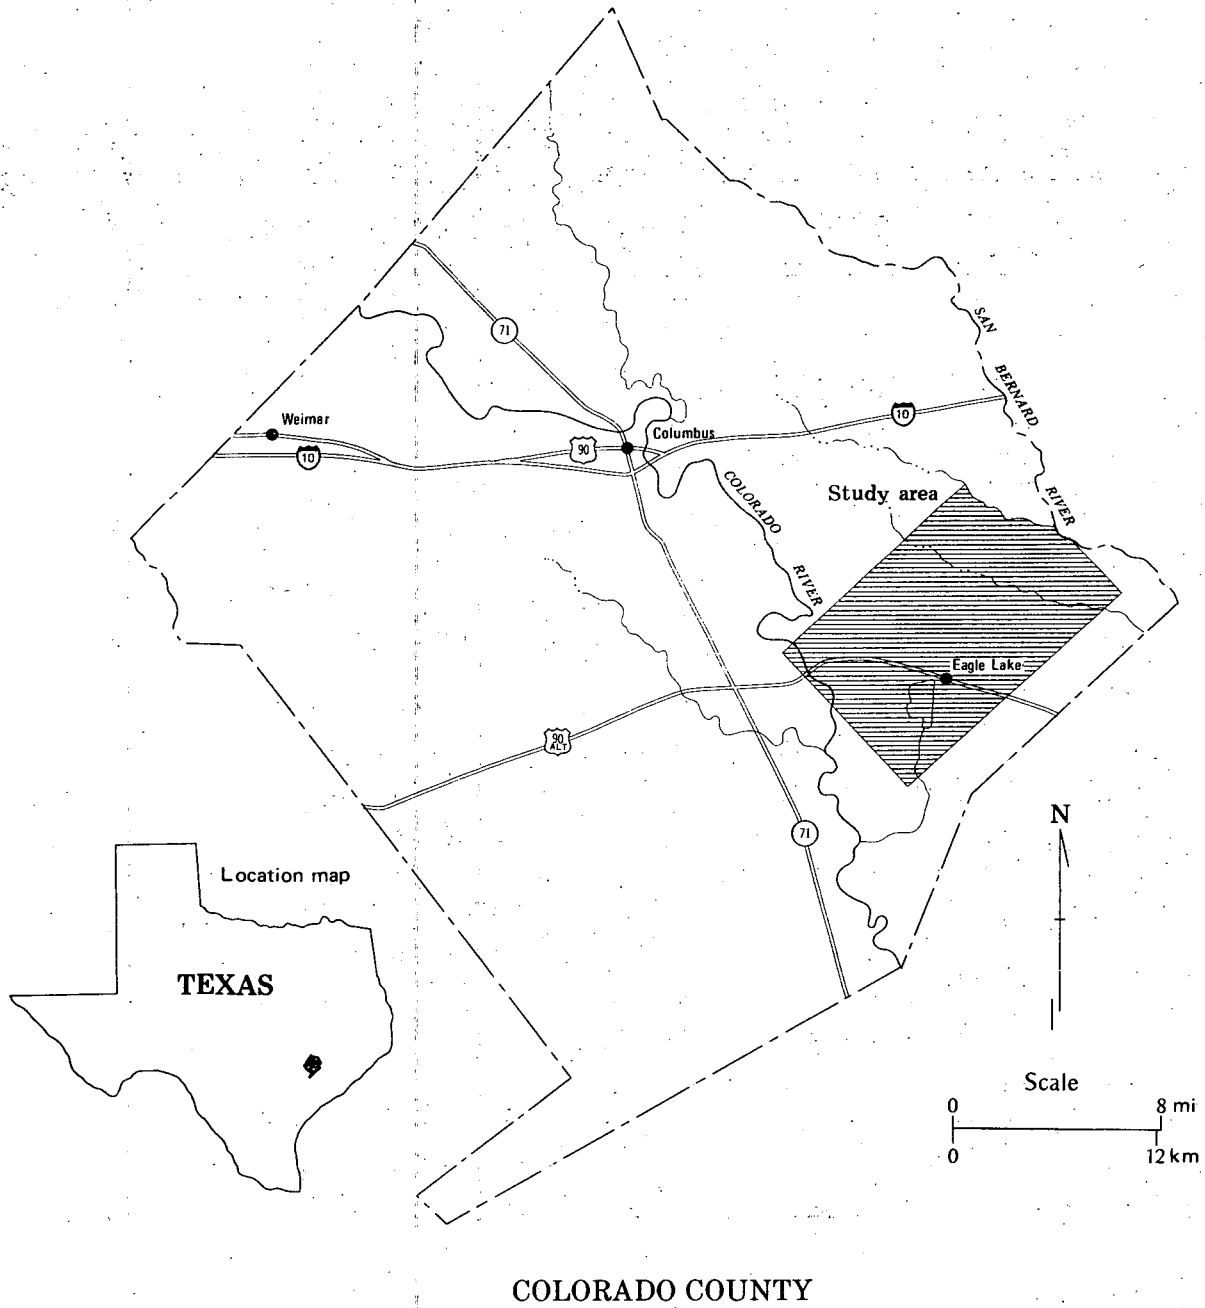 SAN
BERNARD
RIVER
71
Weimar
10
10
90
Columbus
COLORADO
RIVER
Study area
Eagle Lake
90
ALT
71
N
Location map
TEXAS
Scale
0 8 mi
0 12 km
COLORADO COUNTY